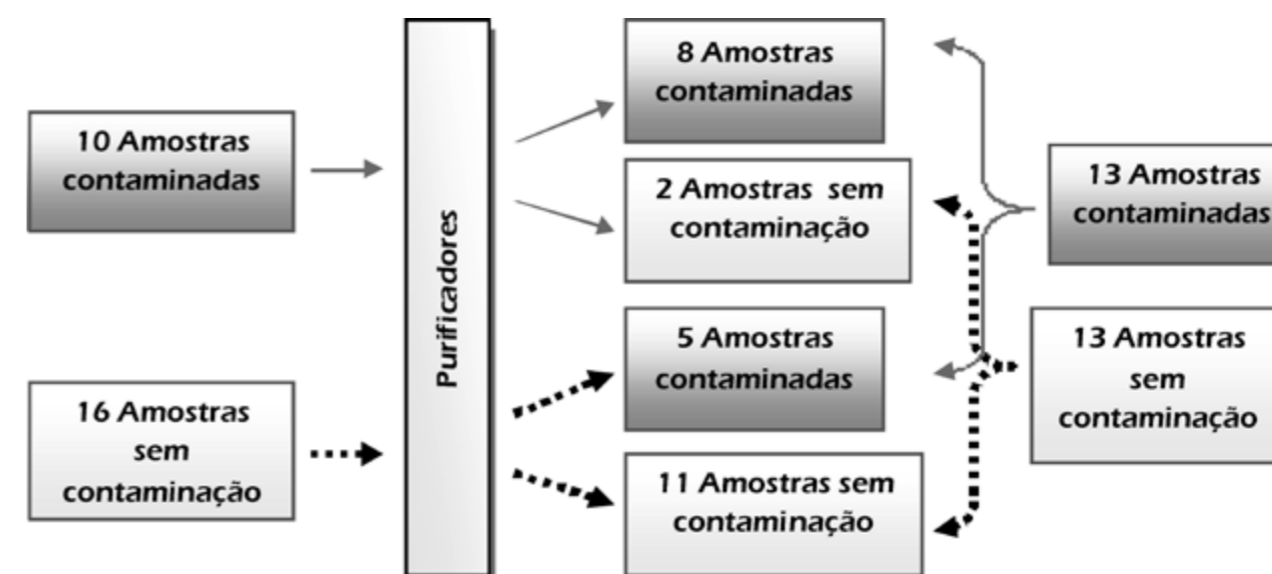 10 Amostras
contaminadas
16 Amostras
sem
contaminação
Purificadores
8 Amostras
contaminadas
2 Amostras sem
contaminação
5 Amostras
contaminadas
11 Amostras sem
contaminação
13 Amostras
contaminadas
13 Amostras
sem
contaminação